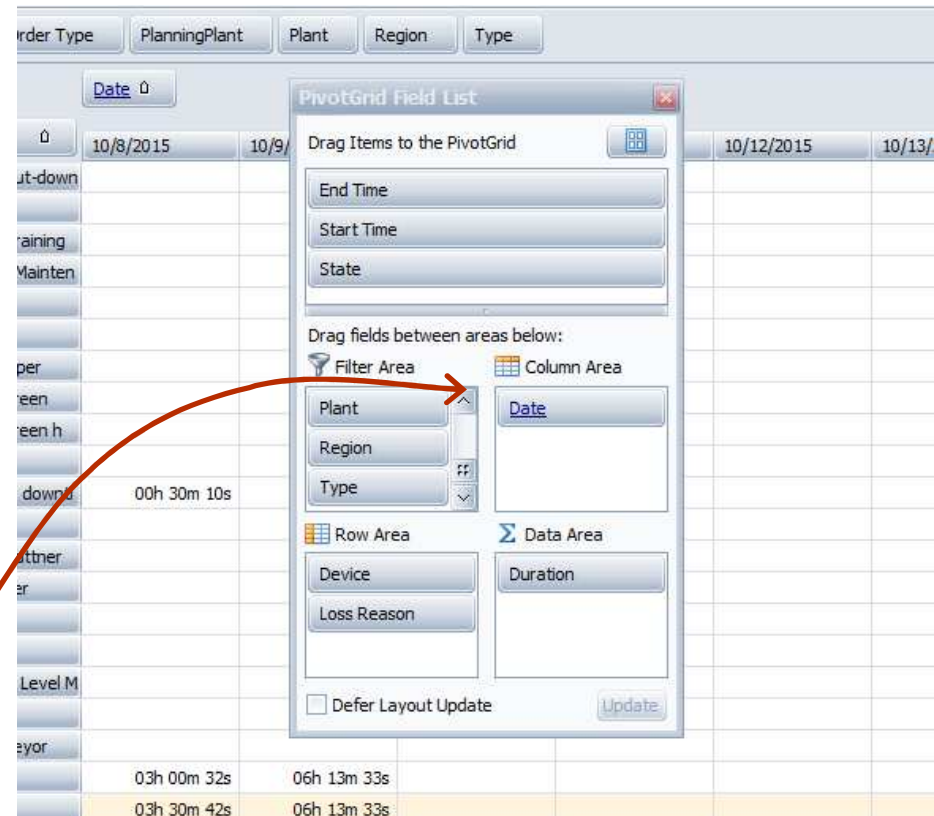 Order Type PlanningPlant Plant Region Type
Date
PivotGrid Field List
10/8/2015 10/9/ Drag Items to the PivotGrid 10/12/2015 10/13/
ut-down
End Time
raining
Start Time
Mainten
State
Drag fields between areas below:
per
Filter Area Column Area
reen
Plant Date
reen h
Region
down
00h 30m 10s
Type
Row Area Data Area
uttner
Device Duration
er
Loss Reason
Level M
Defer Layout Update Update
eyor
03h 00m 32s 06h 13m 33s
03h 30m 42s 06h 13m 33s